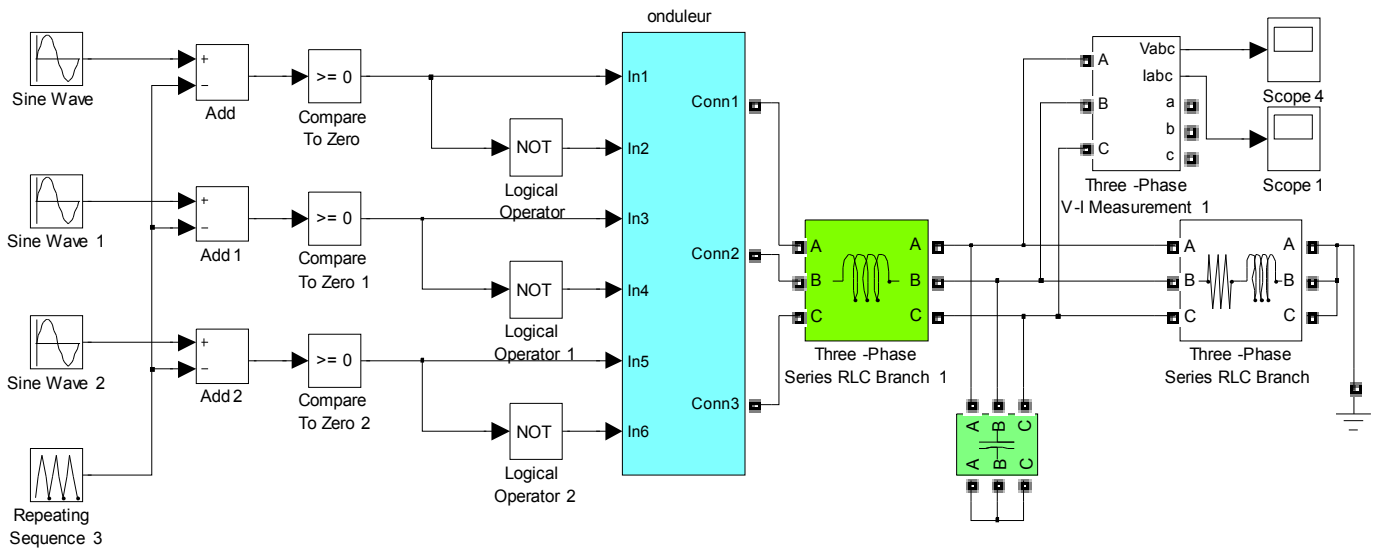 onduleur
Sine Wave
+
−
Add
>= 0
Compare
To Zero
NOT
Logical
Operator
Sine Wave 1
+
−
Add 1
>= 0
Compare
To Zero 1
NOT
Logical
Operator 1
Sine Wave 2
+
−
Add 2
>= 0
Compare
To Zero 2
NOT
Logical
Operator 2
Repeating
Sequence 3
In1
In2
In3
In4
In5
In6
Conn1
Conn2
Conn3
A
B
C
A
B
C
Three -Phase
Series RLC Branch 1
A
B
C
Vabc
Iabc
a
b
c
Three -Phase
V-I Measurement 1
Scope 4
Scope 1
A
B
C
A
B
C
Three -Phase
Series RLC Branch
A B C
A B C